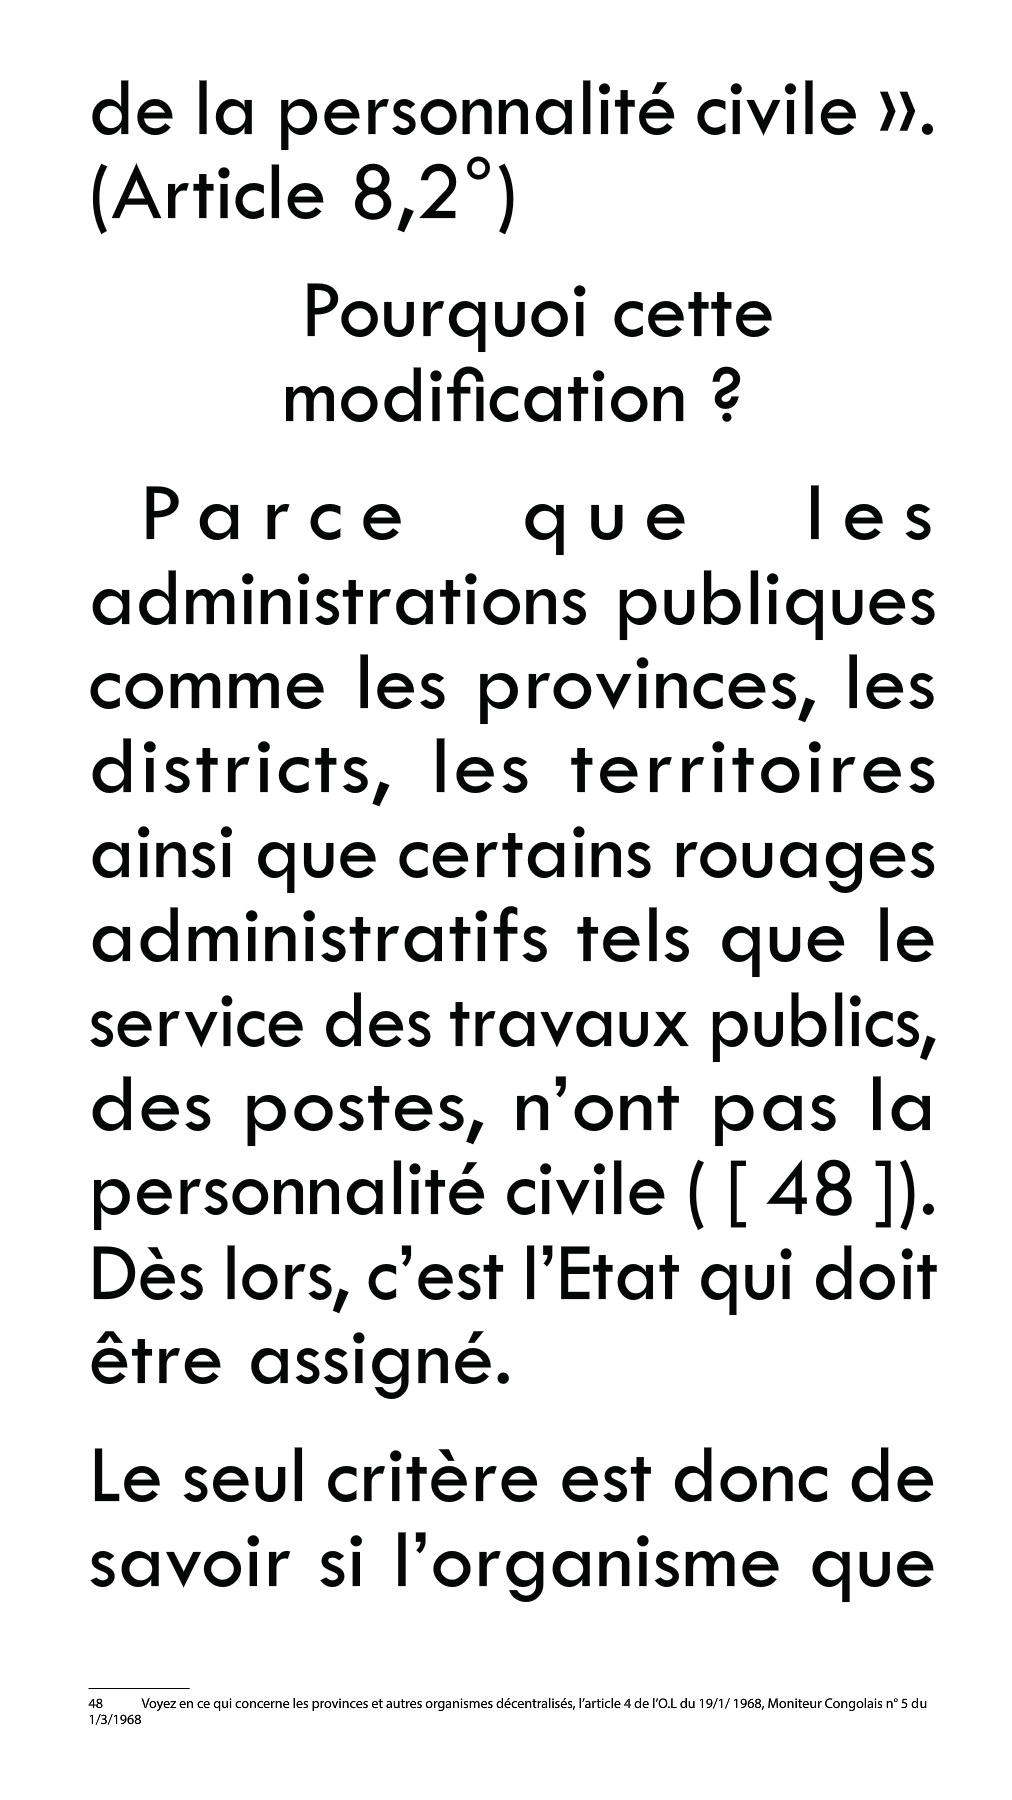 de la personnalité civile ».
(Article 8,2°)
Pourquoi cette
modification ?
Parce que les
administrations publiques
comme les provinces, les
districts, les territoires
ainsi que certains rouages
administratifs tels que le
service des travaux publics,
des postes, n’ont pas la
personnalité civile ( [ 48 ]).
Dès lors, c’est l’Etat qui doit
être assigné.
Le seul critère est donc de
savoir si l’organisme que
48 Voyez en ce qui concerne les provinces et autres organismes décentralisés, l’article 4 de l’O.L du 19/1/ 1968, Moniteur Congolais n° 5 du
1/3/1968